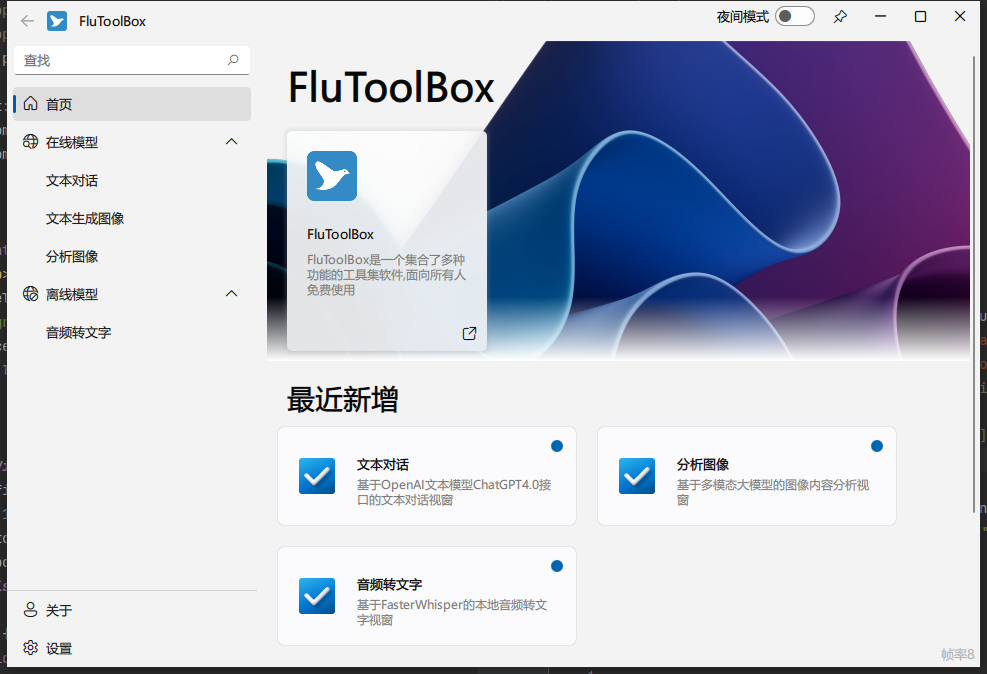 FluToolBox
夜间模式
查找
首页
在线模型
文本对话
文本生成图像
分析图像
离线模型
音频转文字
关于
设置
FluToolBox
FluToolBox
FluToolBox是一个集合了多种
功能的工具集软件,面向所有人
免费使用
最近新增
文本对话
基于OpenAI文本模型ChatGPT4.0接
口的文本对话视窗
分析图像
基于多模态大模型的图像内容分析视
窗
音频转文字
基于FasterWhisper的本地音频转文
字视窗
帧率8